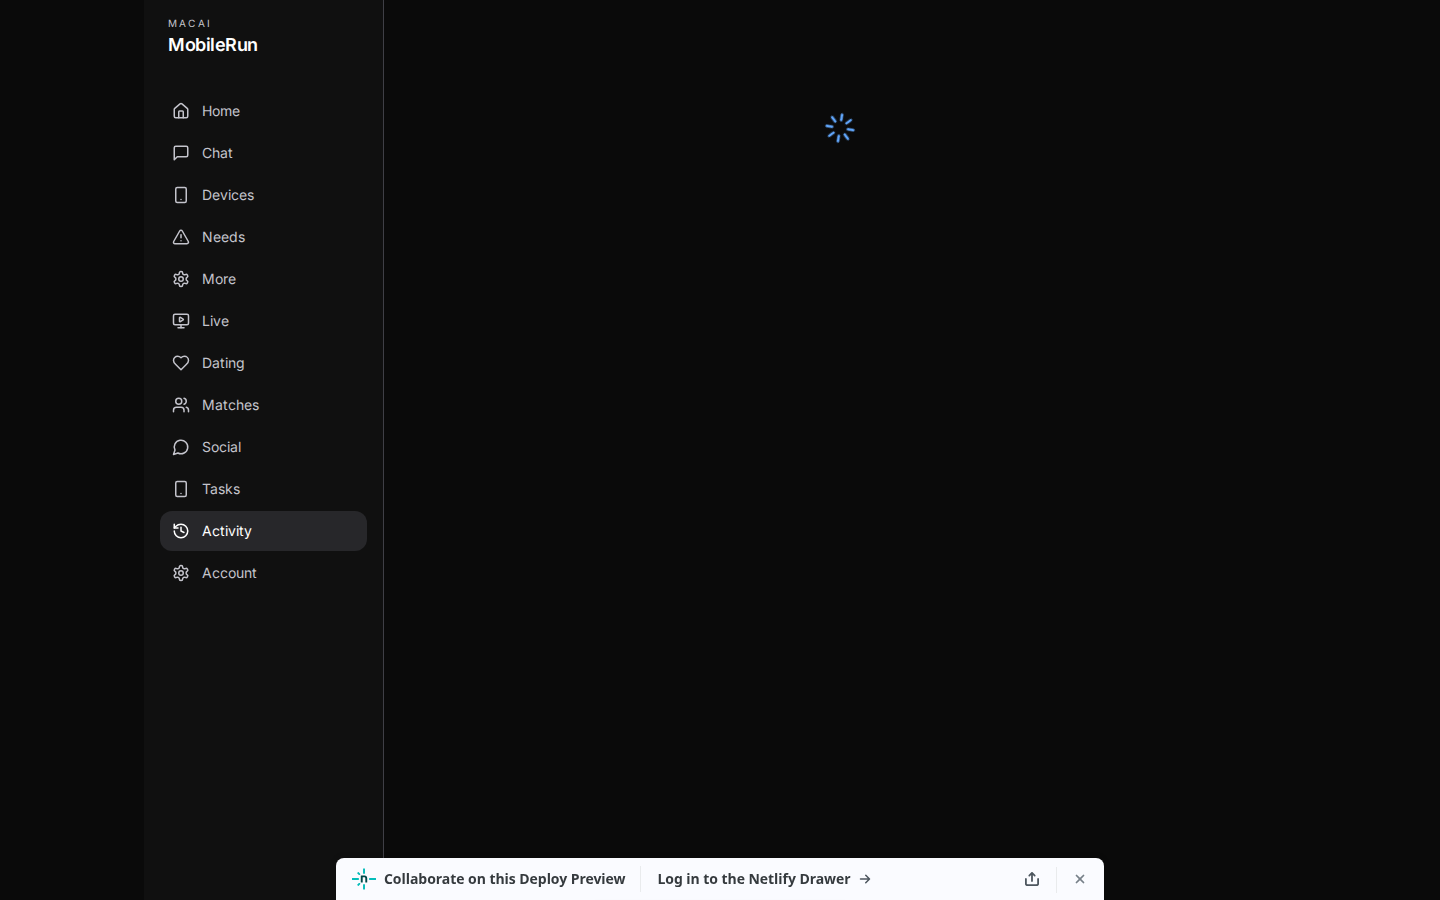 MACAI
MobileRun
Home
Chat
Devices
Needs
More
Live
Dating
Matches
Social
Tasks
Activity
Account
Collaborate on this Deploy Preview
Log in to the Netlify Drawer →